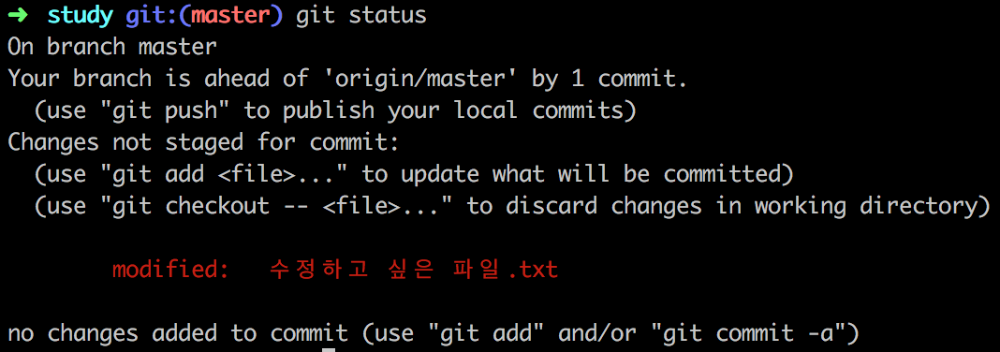 ➜ study git:(master) git status
On branch master
Your branch is ahead of 'origin/master' by 1 commit.
(use "git push" to publish your local commits)
Changes not staged for commit:
(use "git add <file>..." to update what will be committed)
(use "git checkout -- <file>..." to discard changes in working directory)
modified: 수정하고 싶은 파일.txt
no changes added to commit (use "git add" and/or "git commit -a")